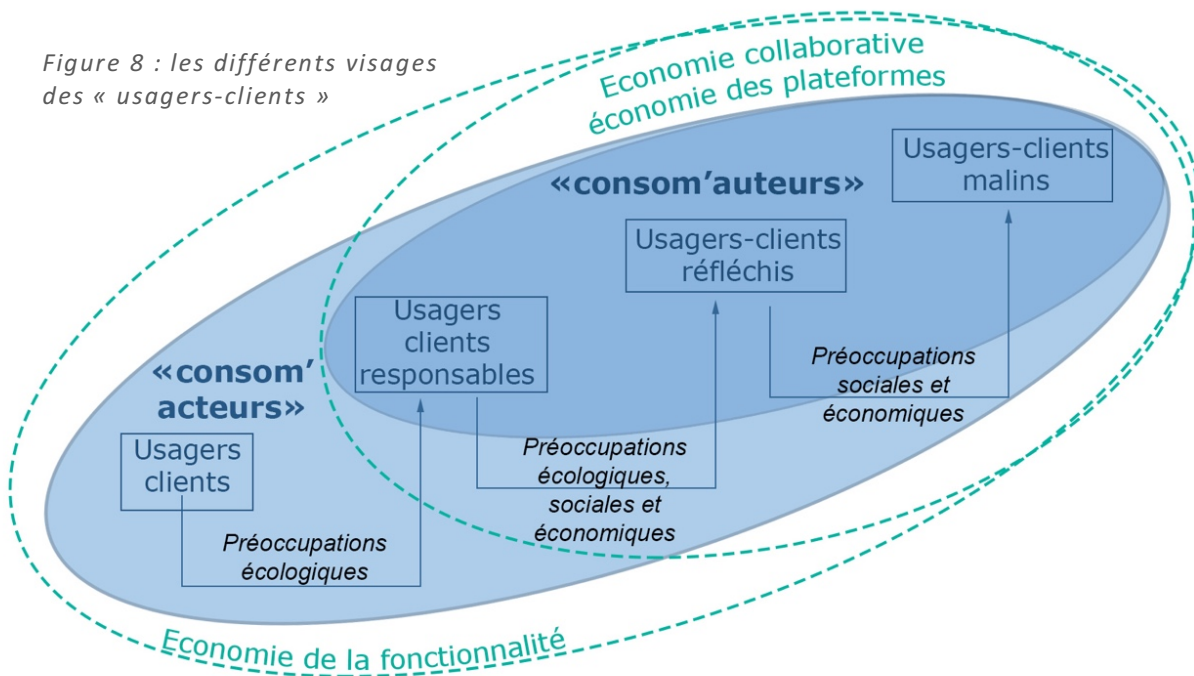 Figure 8 : les différents visages
des « usagers-clients »
Economie collaborative
économie des plateformes
Usagers-clients
malins
«consom’auteurs»
Usagers-clients
réfléchis
Usagers
clients
responsables
«consom’
acteurs»
Usagers
clients
Préoccupations
sociales et
économiques
Préoccupations
écologiques,
sociales et
économiques
Préoccupations
écologiques
Economie de la fonctionnalité